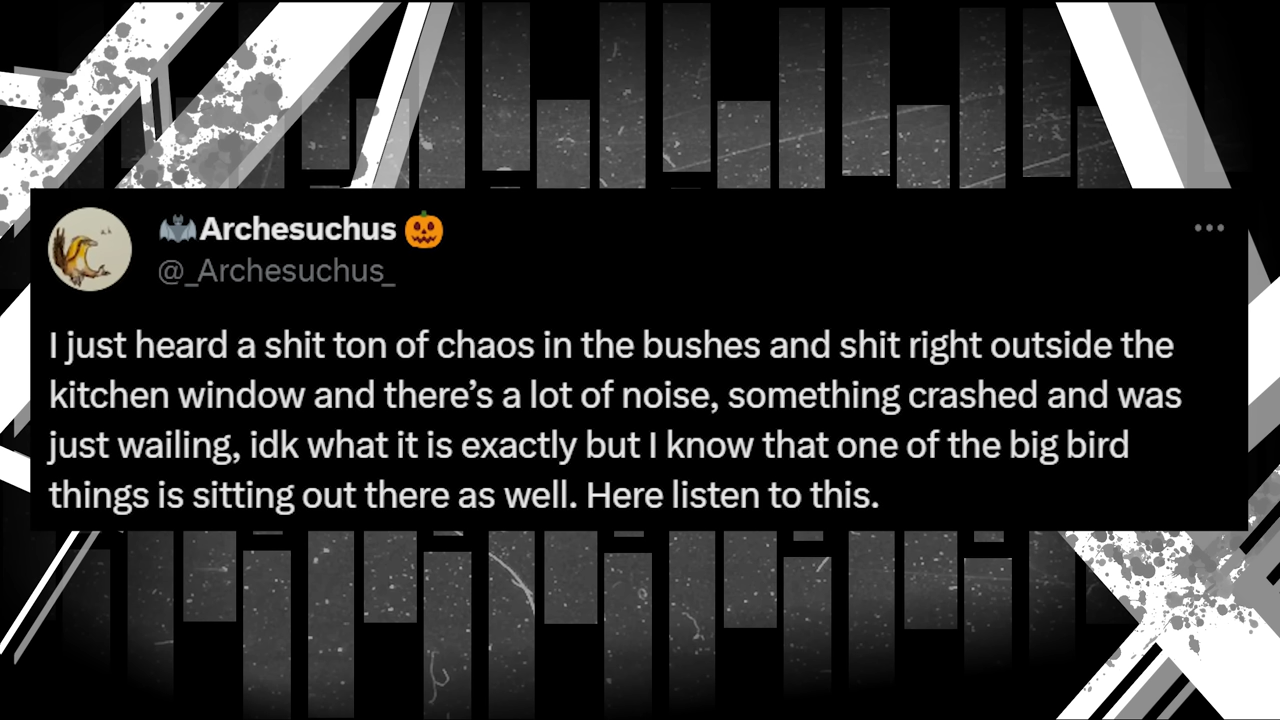 🦇Archesuchus 🎃
@_Archesuchus_
I just heard a shit ton of chaos in the bushes and shit right outside the
kitchen window and there’s a lot of noise, something crashed and was
just wailing, idk what it is exactly but I know that one of the big bird
things is sitting out there as well. Here listen to this.